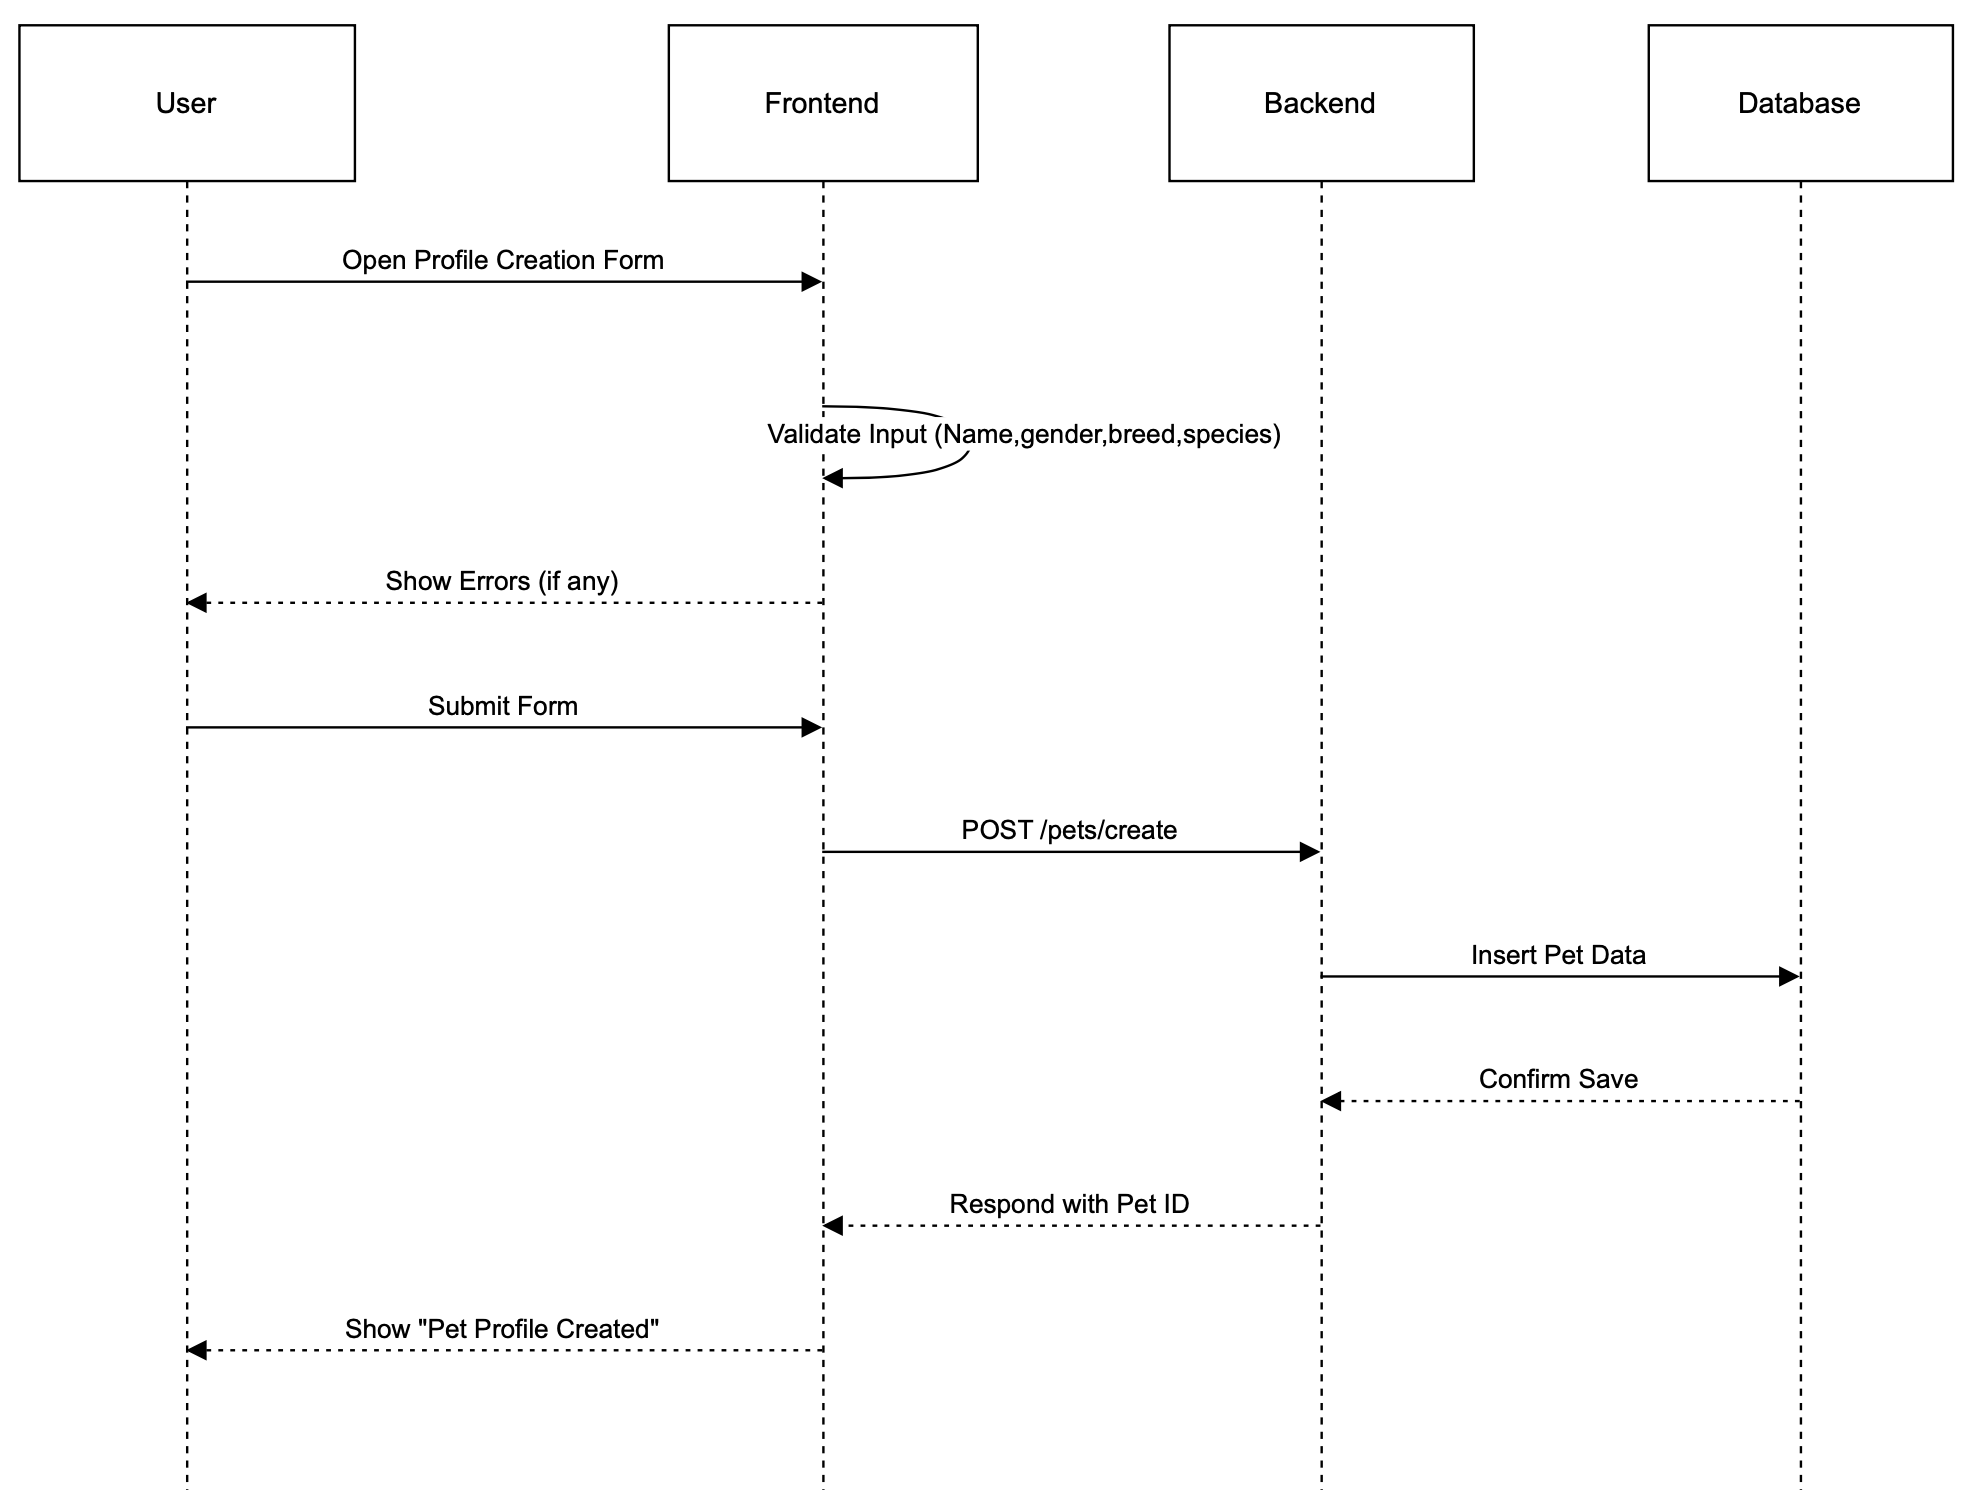 User
Frontend
Backend
Database
Open Profile Creation Form
Validate Input (Name,gender,breed,species)
Show Errors (if any)
Submit Form
POST /pets/create
Insert Pet Data
Confirm Save
Respond with Pet ID
Show "Pet Profile Created"